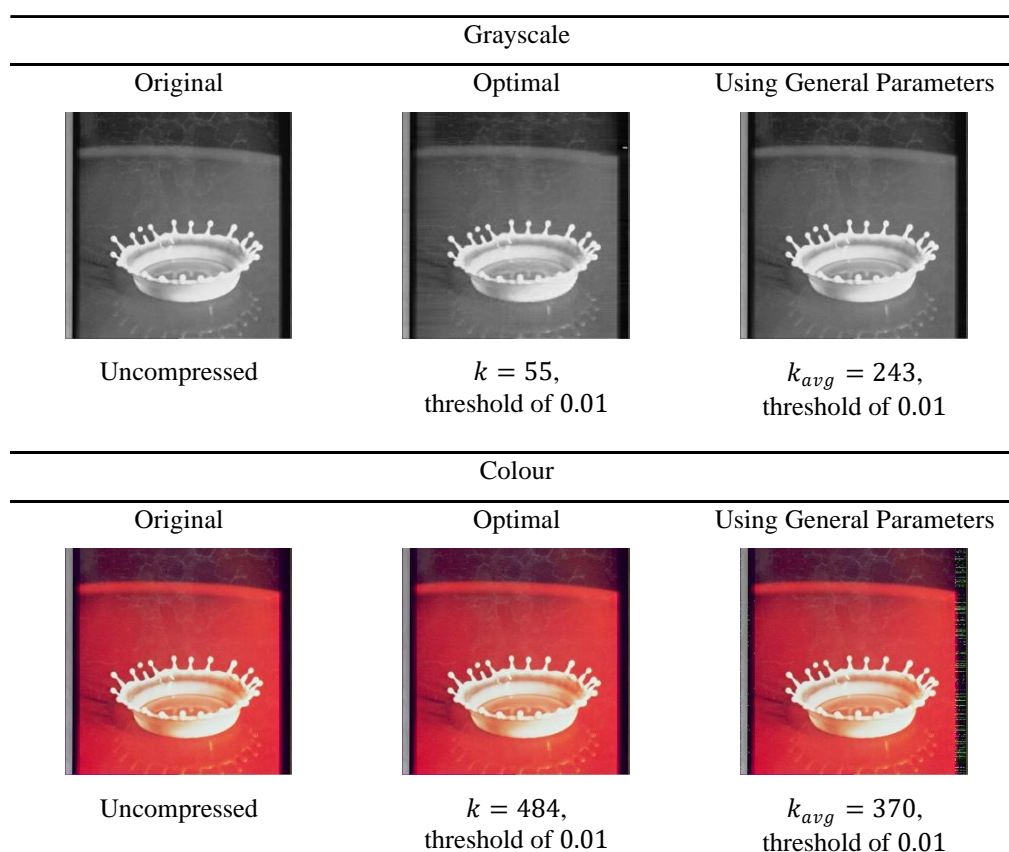 Grayscale
Original Optimal Using General Parameters
Uncompressed
k = 55,
threshold of 0.01
k_avg = 243,
threshold of 0.01
Colour
Original Optimal Using General Parameters
Uncompressed
k = 484,
threshold of 0.01
k_avg = 370,
threshold of 0.01